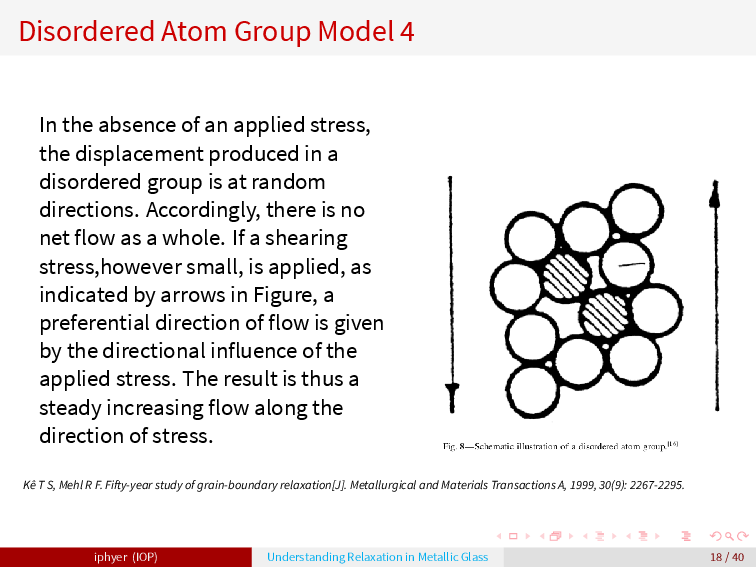 Disordered Atom Group Model 4
In the absence of an applied stress,
the displacement produced in a
disordered group is at random
directions. Accordingly, there is no
net flow as a whole. If a shearing
stress,however small, is applied, as
indicated by arrows in Figure, a
preferential direction of flow is given
by the directional influence of the
applied stress. The result is thus a
steady increasing flow along the
direction of stress.
Fig. 8—Schematic illustration of a disordered atom group.[16]
Kê T S, Mehl R F. Fifty-year study of grain-boundary relaxation[J]. Metallurgical and Materials Transactions A, 1999, 30(9): 2267-2295.
iphyer (IOP)
Understanding Relaxation in Metallic Glass
18 / 40